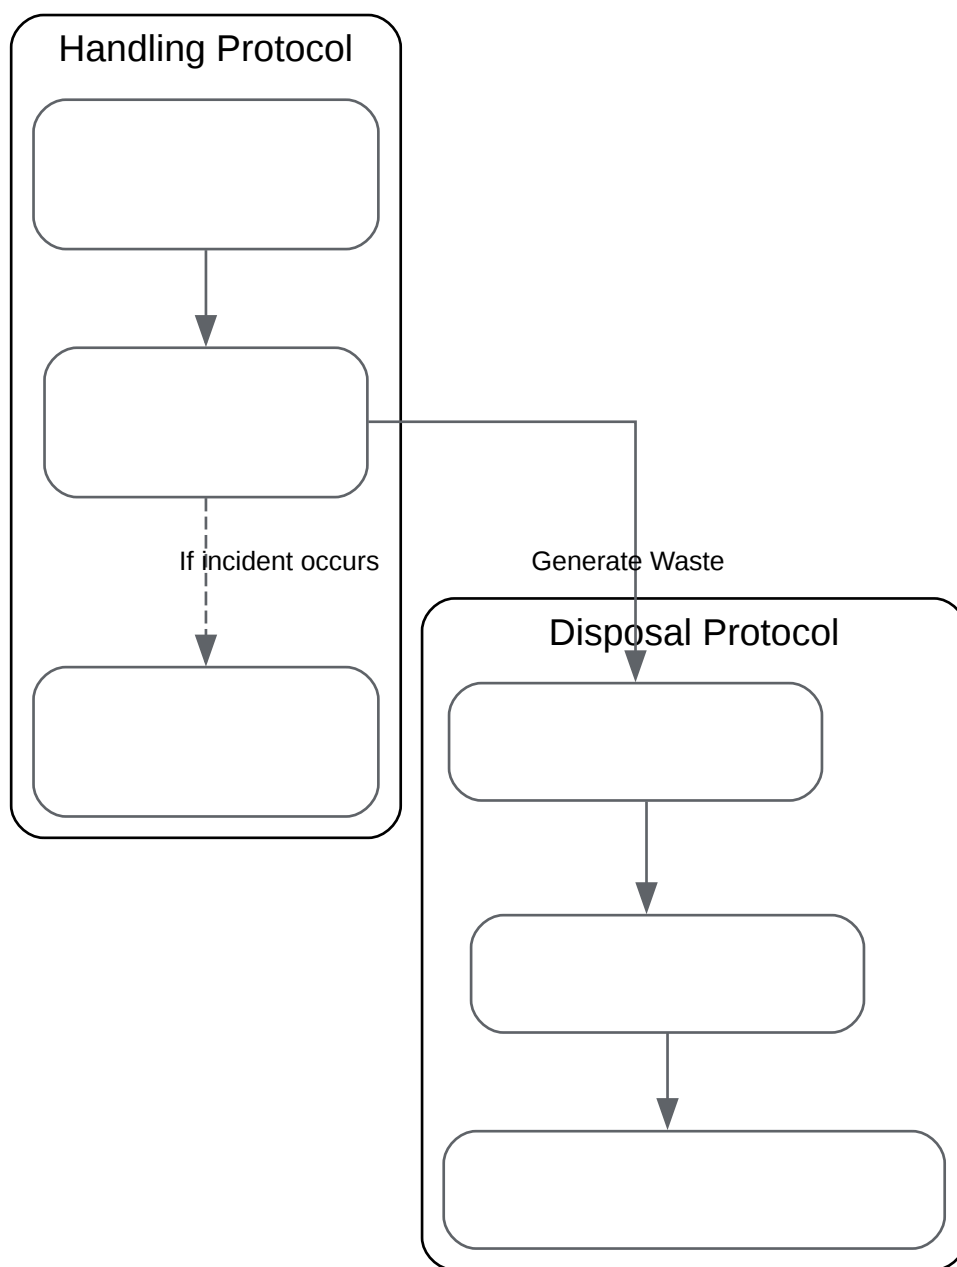 Handling Protocol
If incident occurs
Generate Waste
Disposal Protocol